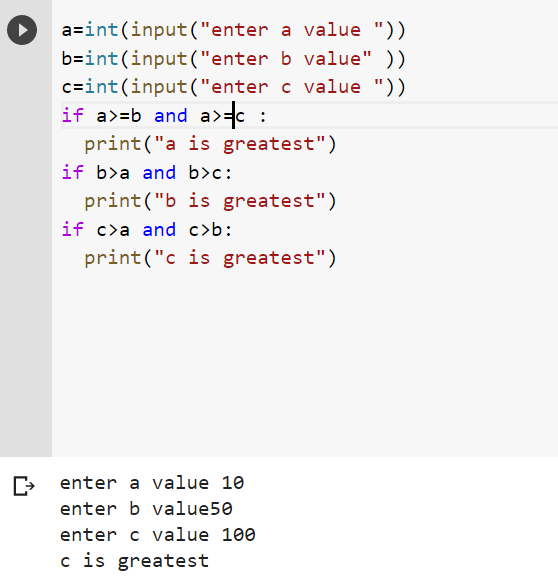 a=int(input("enter a value "))
b=int(input("enter b value" ))
c=int(input("enter c value "))
if a>=b and a>=c :
  print("a is greatest")
if b>a and b>c:
  print("b is greatest")
if c>a and c>b:
  print("c is greatest")
enter a value 10
enter b value50
enter c value 100
c is greatest